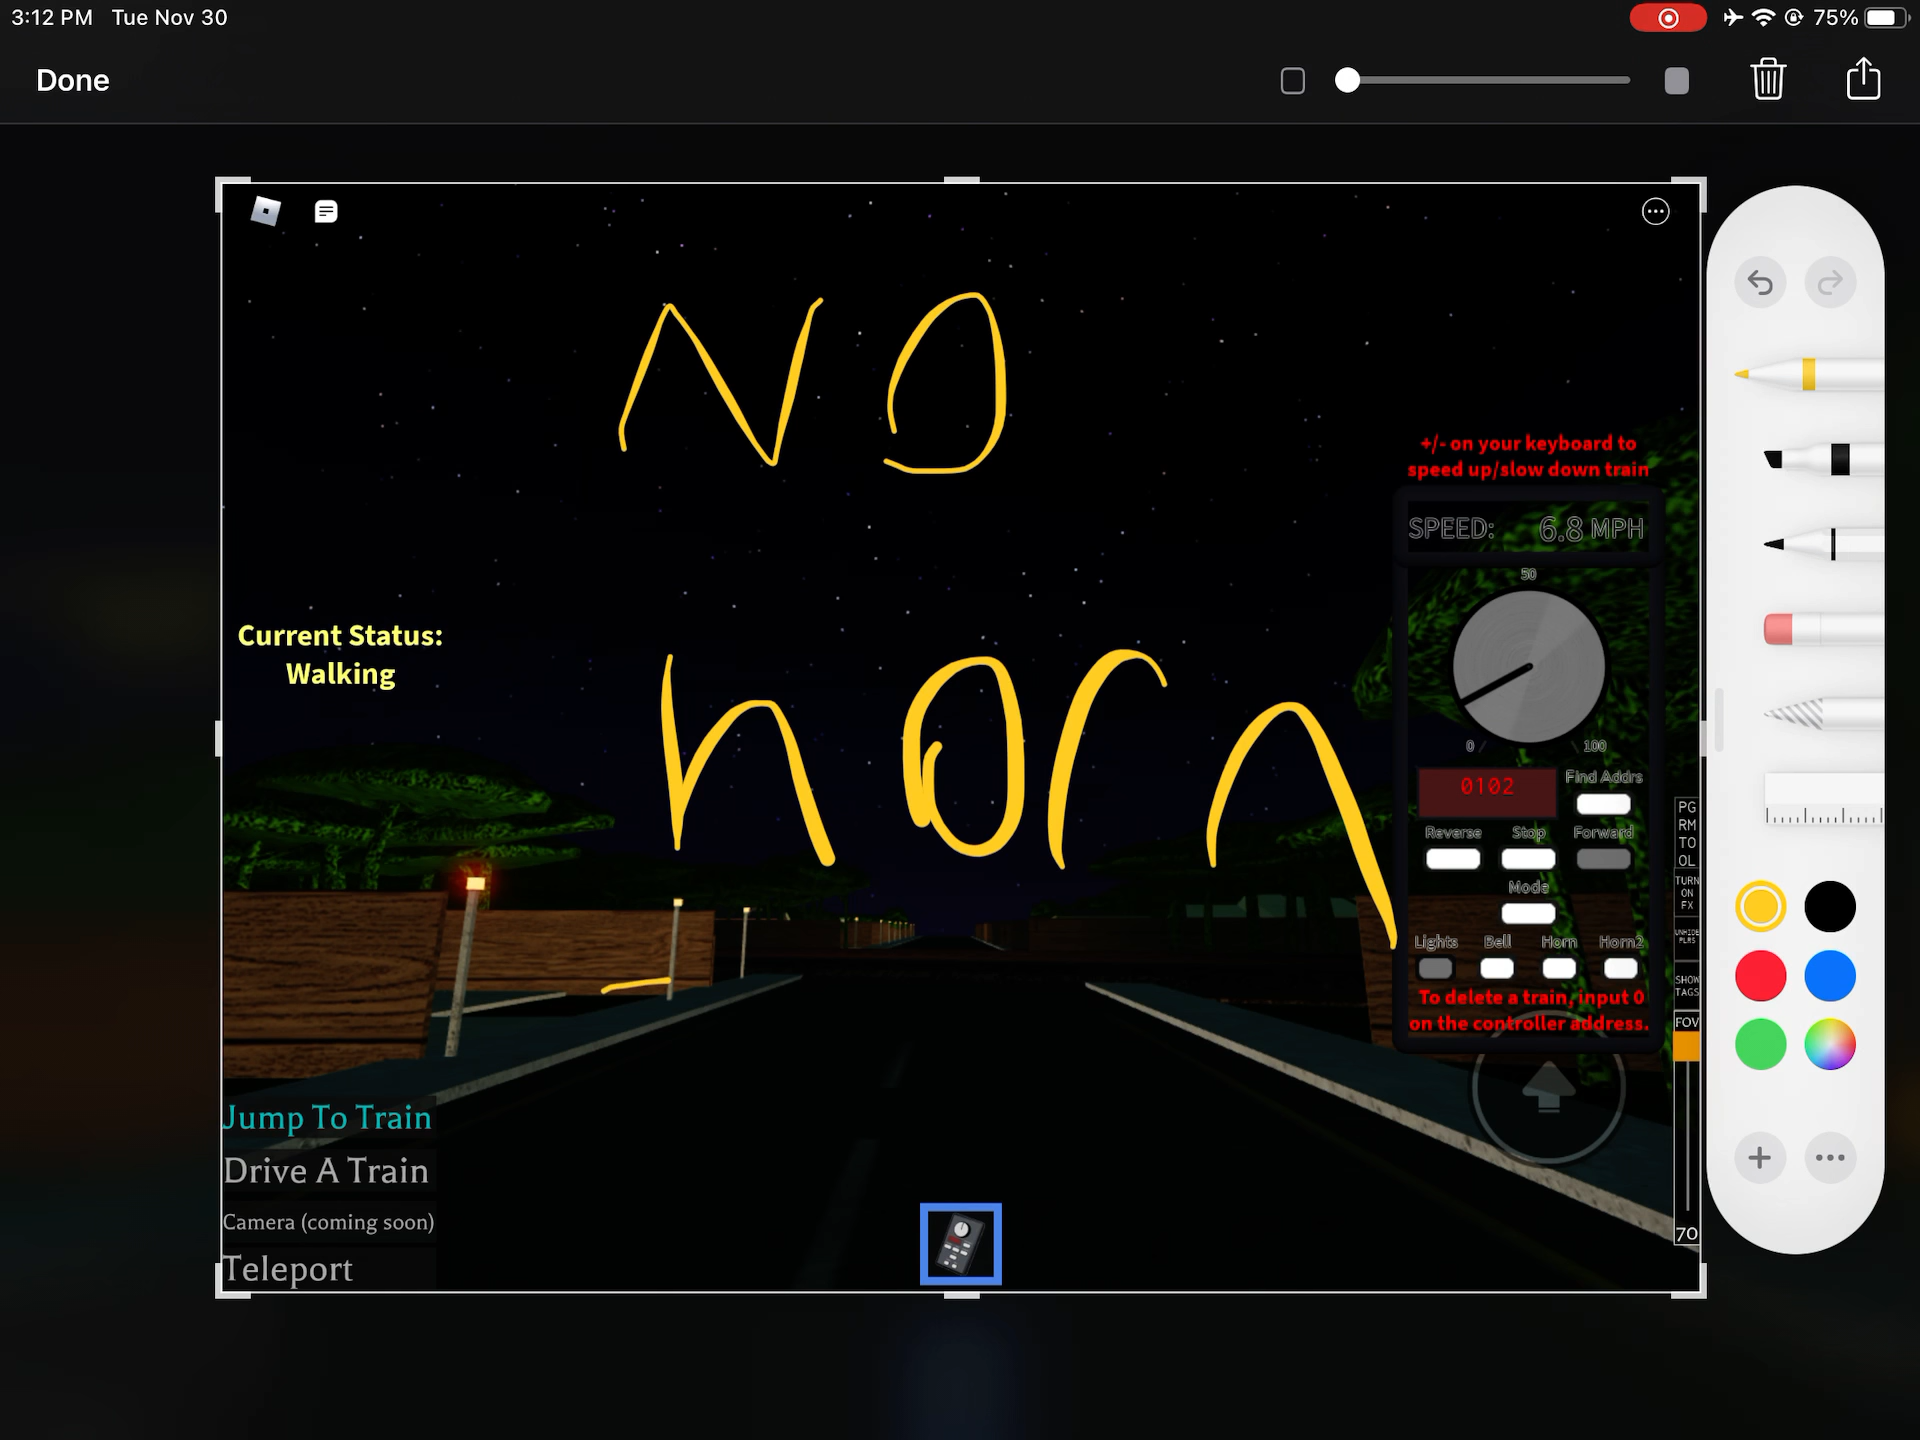 3:12 PM Tue Nov 30
75%
Done
NO
+/- on your keyboard to
speed up/slow down train
SPEED: 6.8 MPH
50
Current Status:
Walking
horn
0
100
0102
Find Addrs
Reverse Stop Forward
Mode
Lights Bell Horn Horn2
To delete a train, input 0
on the controller address.
PG
RM
TO
OL
TURN
ON
FX
UNHIDE
PLRS
SHOW
TAGS
FOV
70
Jump To Train
Drive A Train
Camera (coming soon)
Teleport